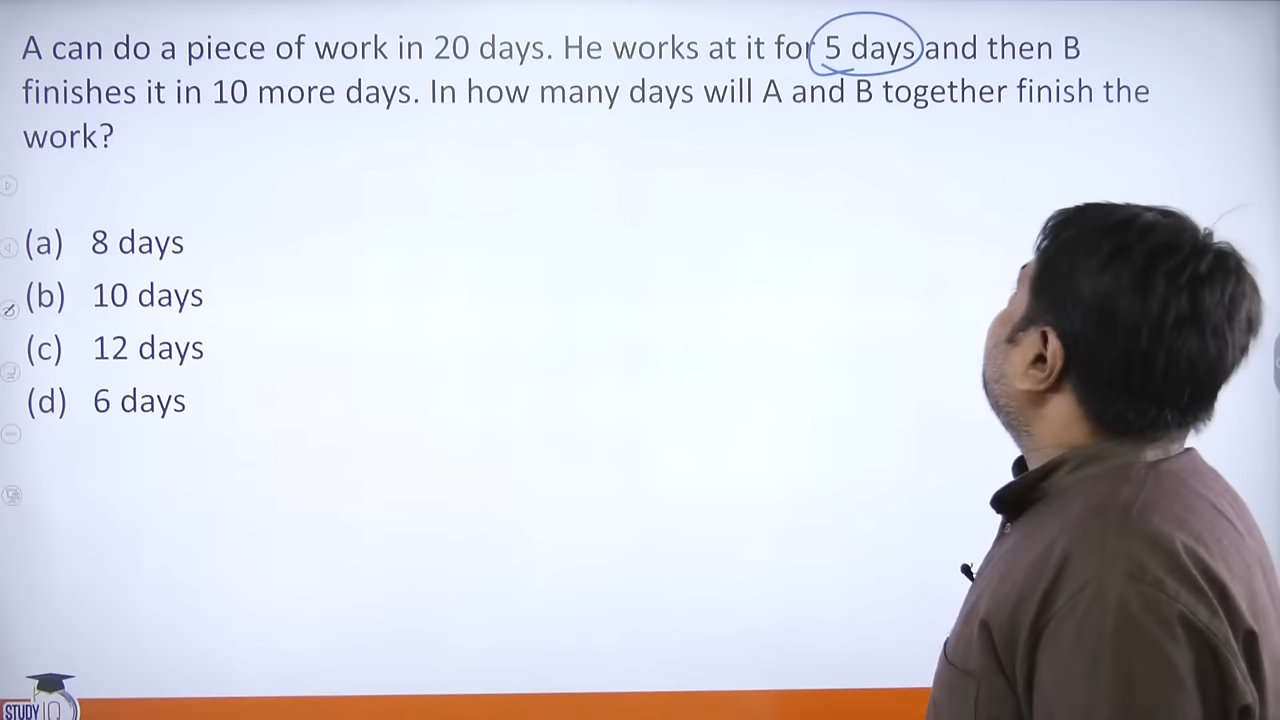 A can do a piece of work in 20 days. He works at it for 5 days and then B
finishes it in 10 more days. In how many days will A and B together finish the
work?
(a) 8 days
(b) 10 days
(c) 12 days
(d) 6 days
STUDY IQ